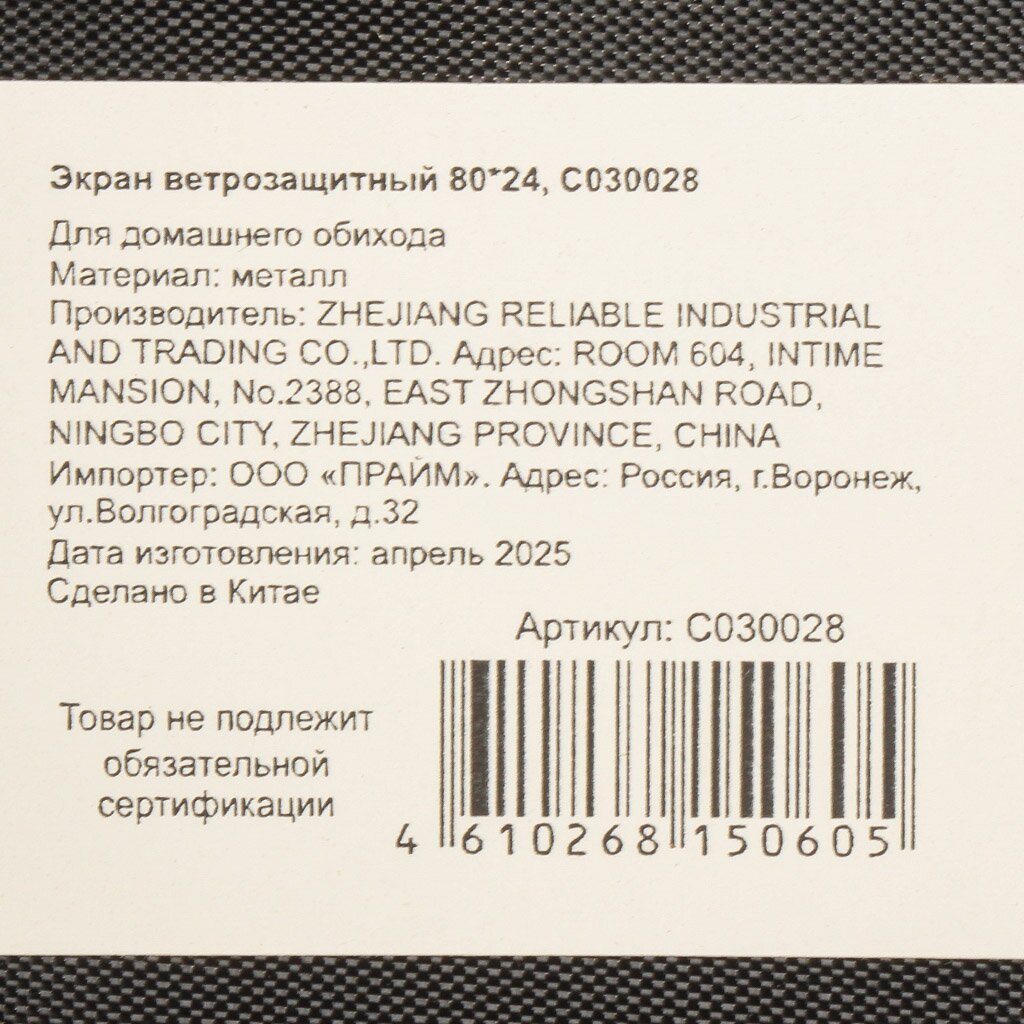 Экран ветрозащитный 80*24, C030028
Для домашнего обихода
Материал: металл
Производитель: ZHEJIANG RELIABLE INDUSTRIAL
AND TRADING CO.,LTD. Адрес: ROOM 604, INTIME
MANSION, No.2388, EAST ZHONGSHAN ROAD,
NINGBO CITY, ZHEJIANG PROVINCE, CHINA
Импортер: ООО «ПРАЙМ». Адрес: Россия, г.Воронеж,
ул.Волгоградская, д.32
Дата изготовления: апрель 2025
Сделано в Китае
Артикул: C030028
Товар не подлежит
обязательной
сертификации
4 610268 150605